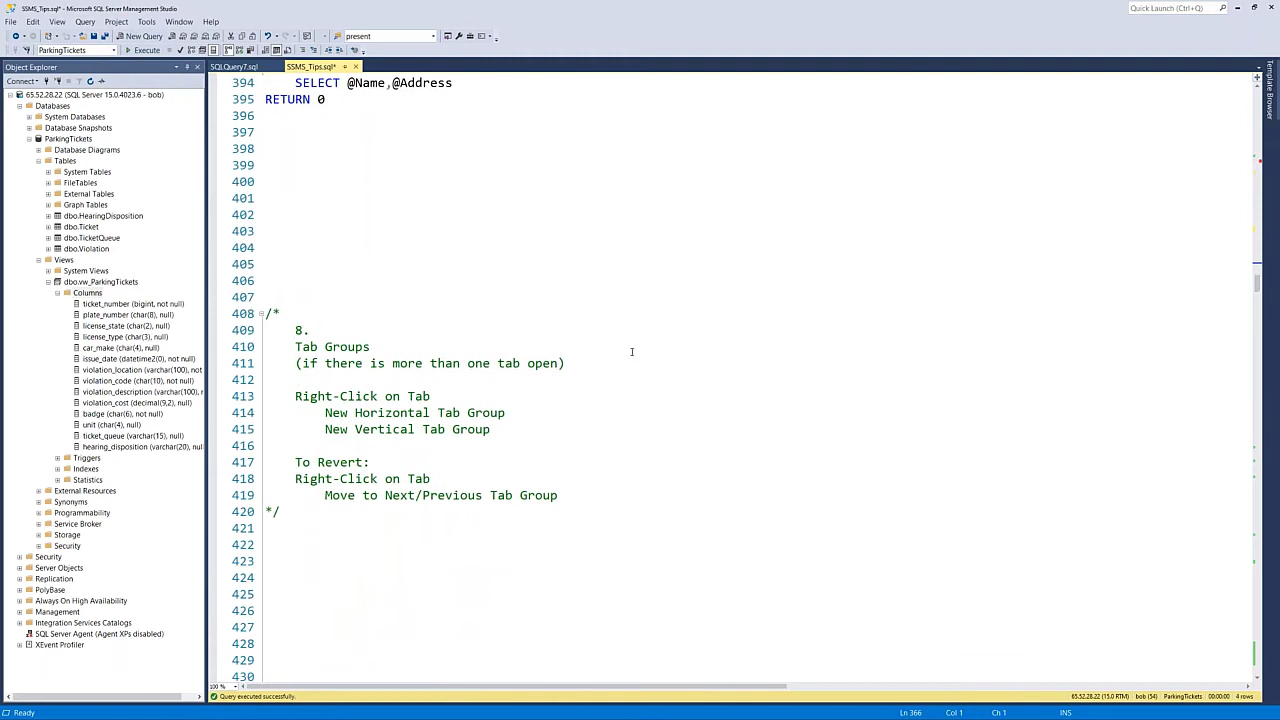 SSMS_Tips.sql* - Microsoft SQL Server Management Studio
Quick Launch (Ctrl+Q)
File Edit View Query Project Tools Window Help
New Query
present
ParkingTickets
Execute
Object Explorer
SQLQuery7.sql
SSMS_Tips.sql*
Template Browser
Connect
65.52.28.22 (SQL Server 15.0.4023.6 - bob)
Databases
System Databases
Database Snapshots
ParkingTickets
Database Diagrams
Tables
System Tables
FileTables
External Tables
Graph Tables
dbo.HearingDisposition
dbo.Ticket
dbo.TicketQueue
dbo.Violation
Views
System Views
dbo.vw_ParkingTickets
Columns
ticket_number (bigint, not null)
plate_number (char(8), not null)
license_state (char(2), not null)
license_type (char(3), not null)
car_make (char(4), not null)
issue_date (datetime2(0), not null)
violation_location (varchar(100), not
violation_code (char(10), not null)
violation_description (varchar(100),
violation_cost (decimal(9,2), not null)
badge (char(6), not null)
unit (char(4), not null)
ticket_queue (varchar(15), not null)
hearing_disposition (varchar(20), nul
Triggers
Indexes
Statistics
External Resources
Synonyms
Programmability
Service Broker
Storage
Security
Security
Server Objects
Replication
PolyBase
Always On High Availability
Management
Integration Services Catalogs
SQL Server Agent (Agent XPs disabled)
XEvent Profiler
394 SELECT @Name,@Address
395 RETURN 0
396
397
398
399
400
401
402
403
404
405
406
407
408 /*
409 8.
410 Tab Groups
411 (if there is more than one tab open)
412
413 Right-Click on Tab
414 New Horizontal Tab Group
415 New Vertical Tab Group
416
417 To Revert:
418 Right-Click on Tab
419 Move to Next/Previous Tab Group
420 */
421
422
423
424
425
426
427
428
429
430
100 %
Query executed successfully.
65.52.28.22 (15.0 RTM) bob (54) ParkingTickets 00:00:00 4 rows
Ready
Ln 366 Col 1 Ch 1 INS